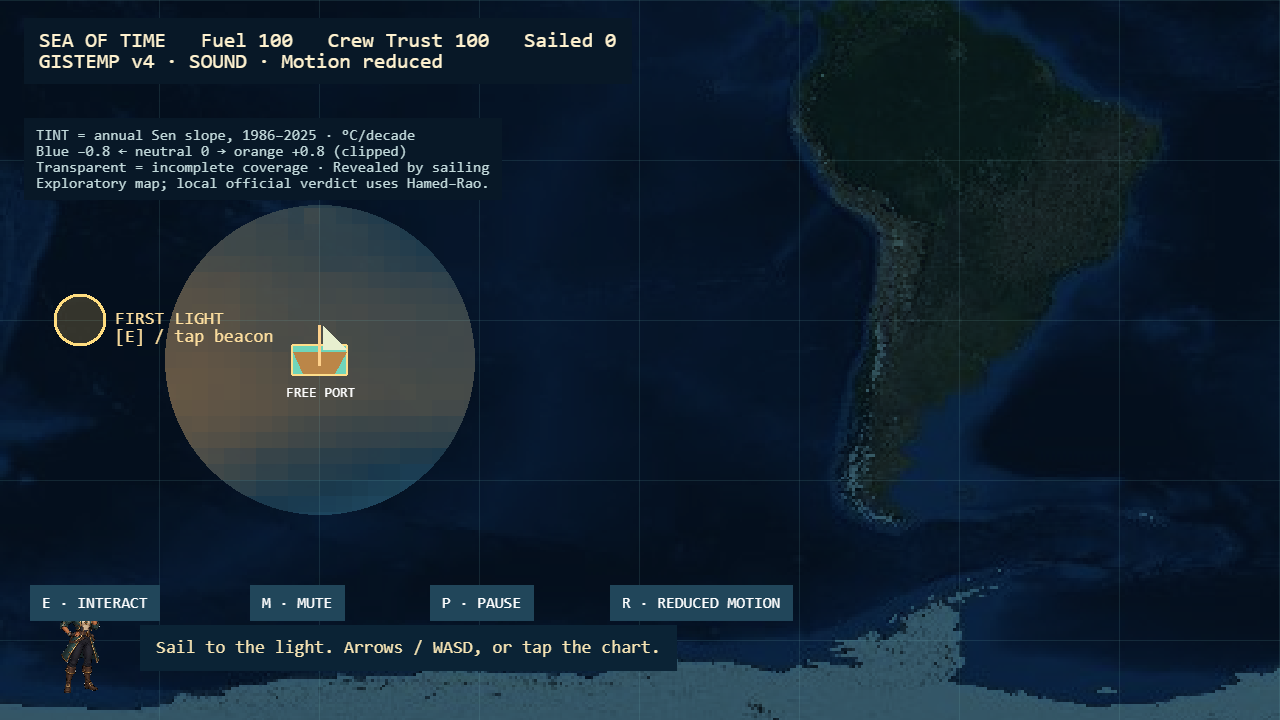 SEA OF TIME   Fuel 100   Crew Trust 100   Sailed 0
GISTEMP v4 · SOUND · Motion reduced
TINT = annual Sen slope, 1986–2025 · °C/decade
Blue −0.8 ← neutral 0 → orange +0.8 (clipped)
Transparent = incomplete coverage · Revealed by sailing
Exploratory map; local official verdict uses Hamed–Rao.
FIRST LIGHT
[E] / tap beacon
FREE PORT
E · INTERACT
M · MUTE
P · PAUSE
R · REDUCED MOTION
Sail to the light. Arrows / WASD, or tap the chart.